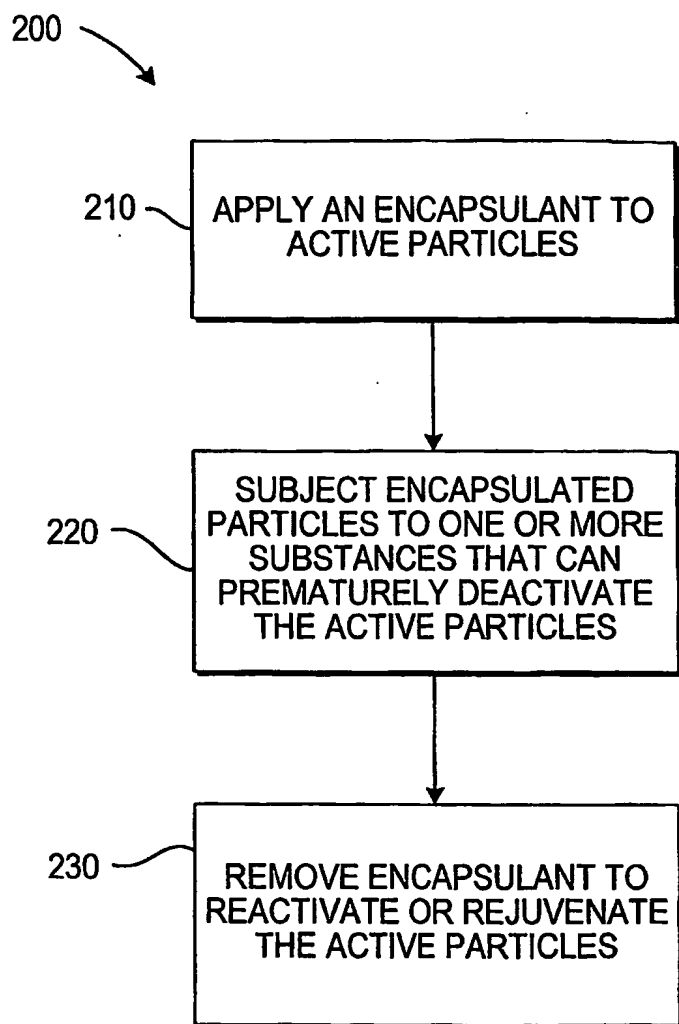 200
210
APPLY AN ENCAPSULANT TO
ACTIVE PARTICLES
220
SUBJECT ENCAPSULATED
PARTICLES TO ONE OR MORE
SUBSTANCES THAT CAN
PREMATURELY DEACTIVATE
THE ACTIVE PARTICLES
230
REMOVE ENCAPSULANT TO
REACTIVATE OR REJUVENATE
THE ACTIVE PARTICLES